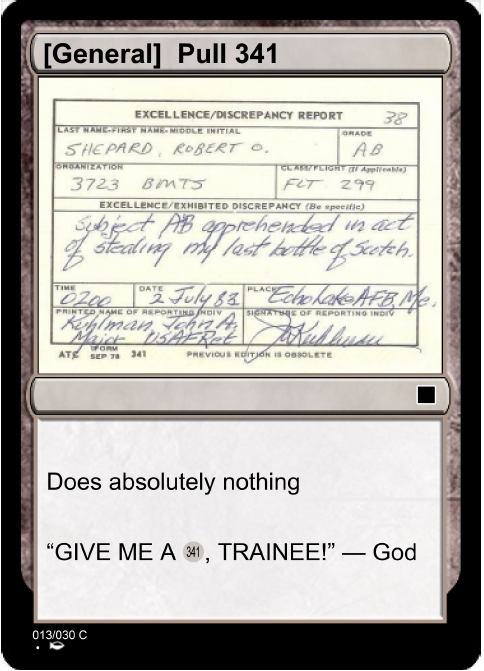 [General] Pull 341
EXCELLENCE/DISCREPANCY REPORT 38
LAST NAME-FIRST NAME-MIDDLE INITIAL GRADE
SHEPARD, ROBERT O. AB
ORGANIZATION CLASS/FLIGHT (If Applicable)
3723 BMTS FLT 299
EXCELLENCE/EXHIBITED DISCREPANCY (Be specific)
Subject AB apprehended in act
of stealing my last bottle of Scotch.
TIME DATE PLACE
0200 2 July 83 Echo Lake AFB, Me.
PRINTED NAME OF REPORTING INDIV SIGNATURE OF REPORTING INDIV
Kuhlman, John A. JaKuhlman
Major USAFRet
ATC FORM SEP 78 341 PREVIOUS EDITION IS OBSOLETE
Does absolutely nothing
“GIVE ME A 341, TRAINEE!” — God
013/030 C